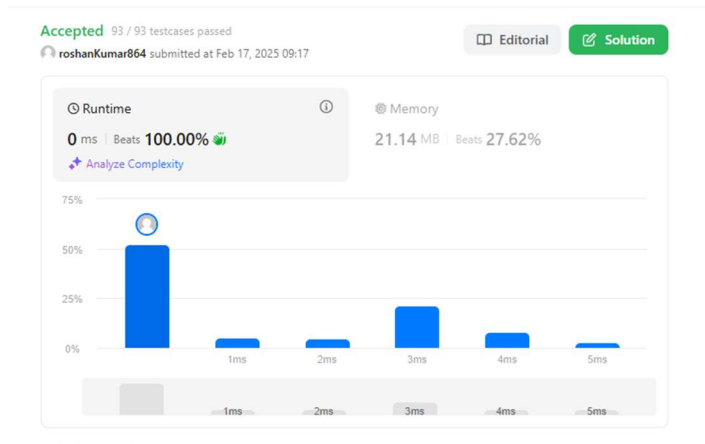 Accepted 93 / 93 testcases passed
roshanKumar864 submitted at Feb 17, 2025 09:17
Editorial
Solution
Runtime
0 ms Beats 100.00%
Analyze Complexity
Memory
21.14 MB Beats 27.62%
75%
50%
25%
0%
1ms 2ms 3ms 4ms 5ms
1ms 2ms 3ms 4ms 5ms